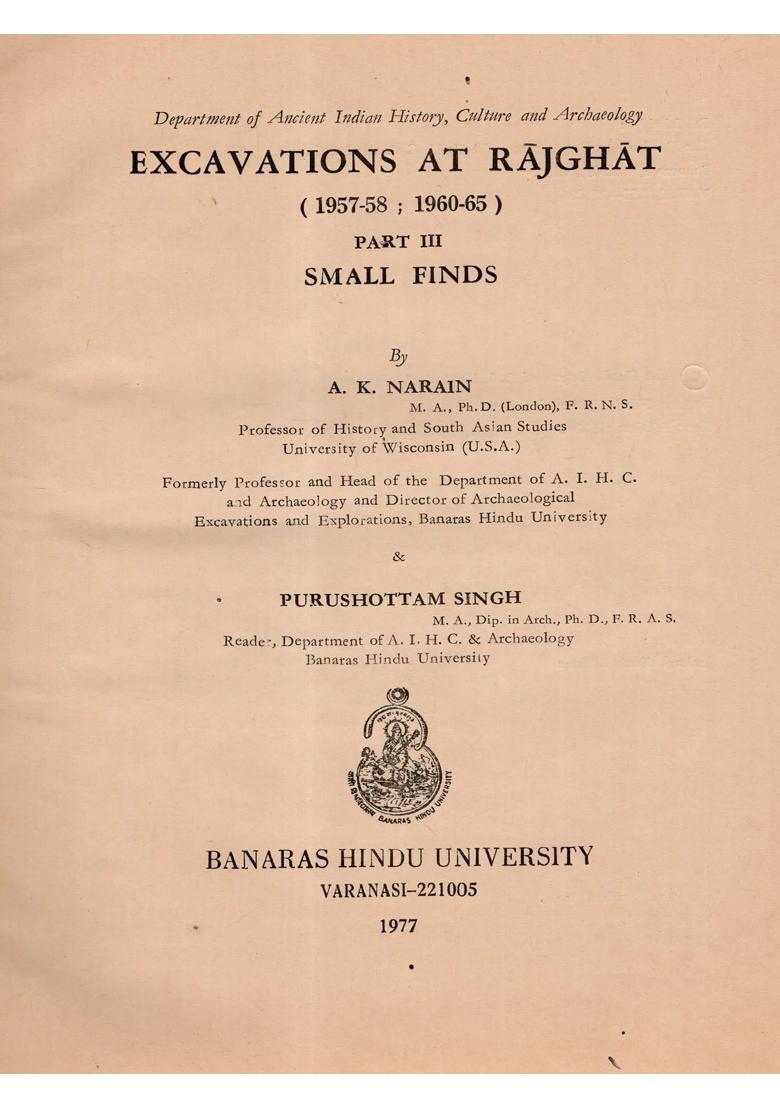 Department of Ancient Indian History, Culture and Archaeology
EXCAVATIONS AT RĀJGHĀT
( 1957-58 ; 1960-65 )
PART III
SMALL FINDS
By
A. K. NARAIN
M. A., Ph. D. (London), F. R. N. S.
Professor of History and South Asian Studies
University of Wisconsin (U.S.A.)
Formerly Professor and Head of the Department of A. I. H. C.
and Archaeology and Director of Archaeological
Excavations and Explorations, Banaras Hindu University
&
PURUSHOTTAM SINGH
M. A., Dip. in Arch., Ph. D., F. R. A. S.
Reader, Department of A. I. H. C. & Archaeology
Banaras Hindu University
BANARAS HINDU UNIVERSITY
BANARAS HINDU UNIVERSITY
VARANASI–221005
1977